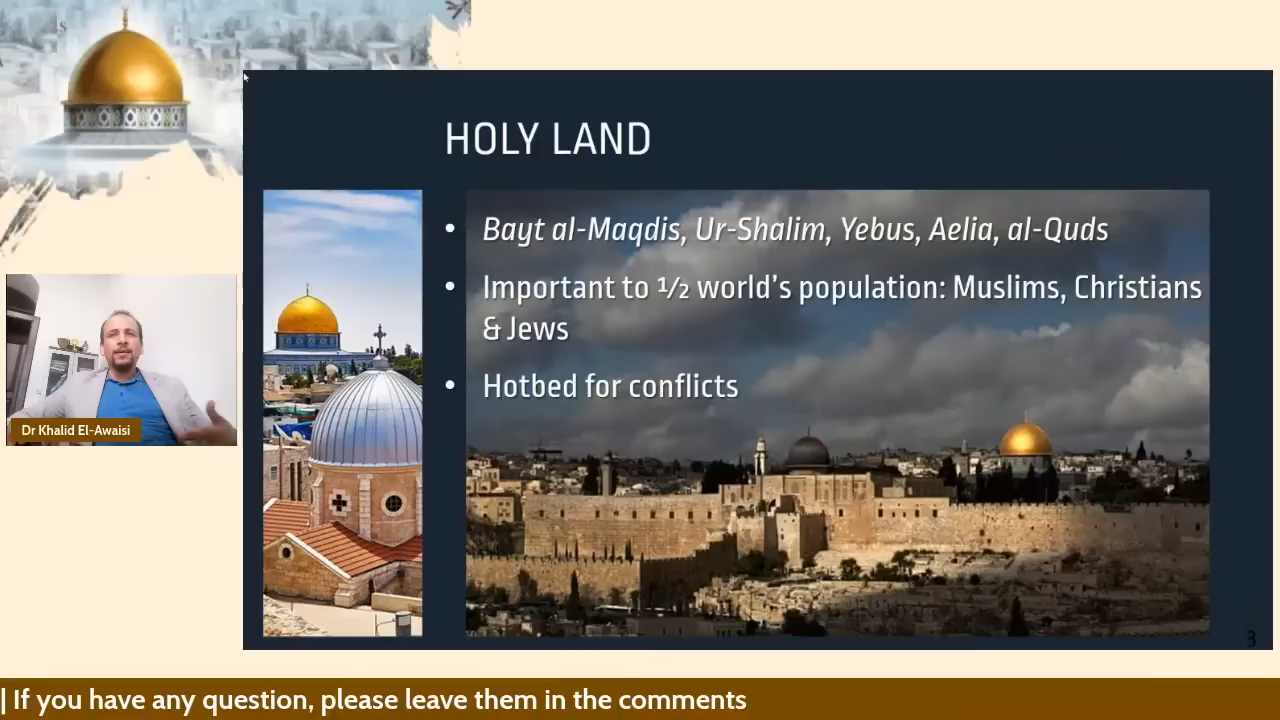 HOLY LAND
• Bayt al-Maqdis, Ur-Shalim, Yebus, Aelia, al-Quds
• Important to ½ world's population: Muslims, Christians
& Jews
• Hotbed for conflicts
Dr Khalid El-Awaisi
3
| If you have any question, please leave them in the comments